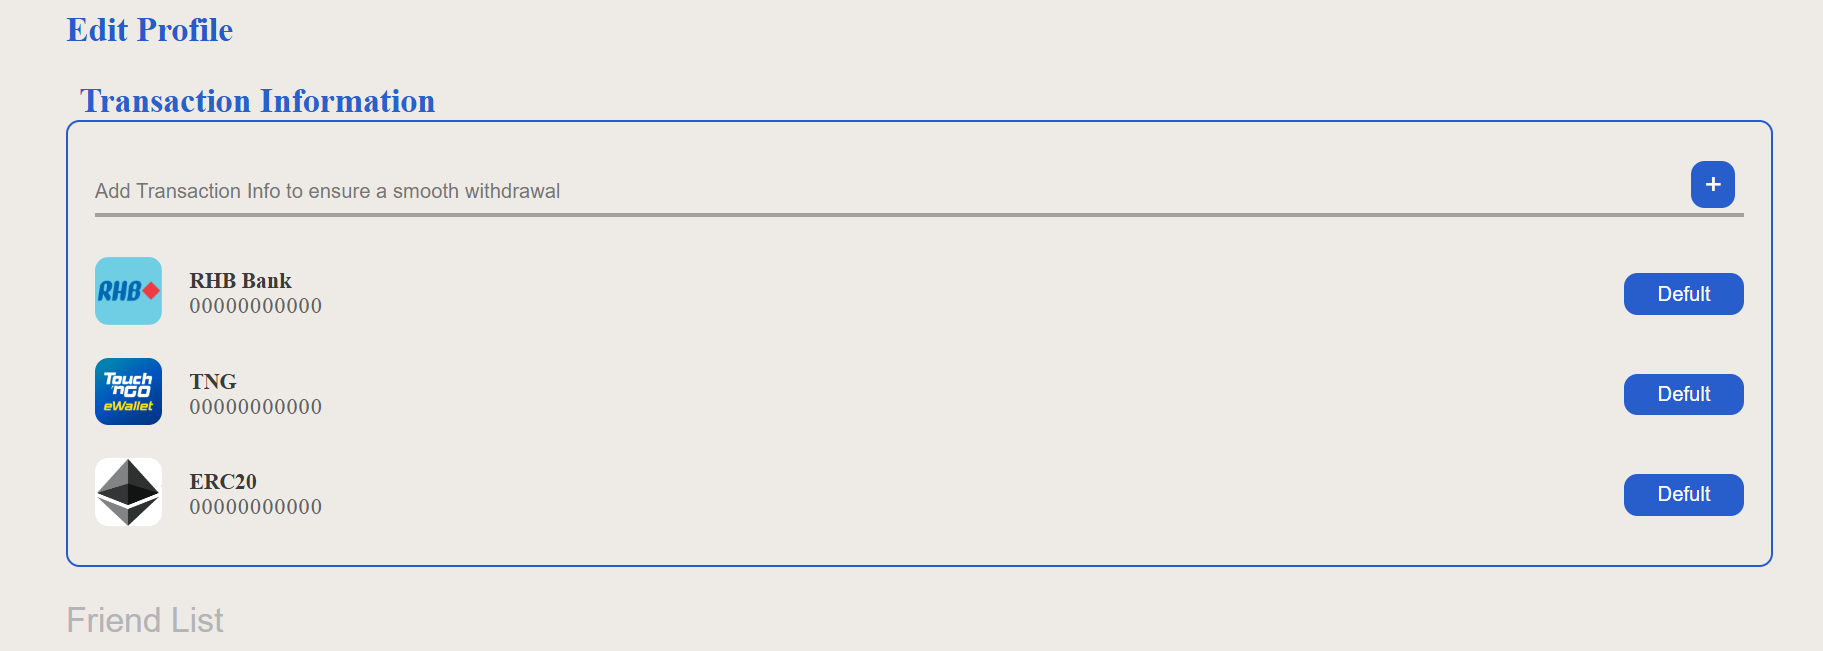 Edit Profile
Transaction Information
Add Transaction Info to ensure a smooth withdrawal
+
RHB
RHB Bank
00000000000
Defult
Touch
'nGO
eWallet
TNG
00000000000
Defult
ERC20
00000000000
Defult
Friend List